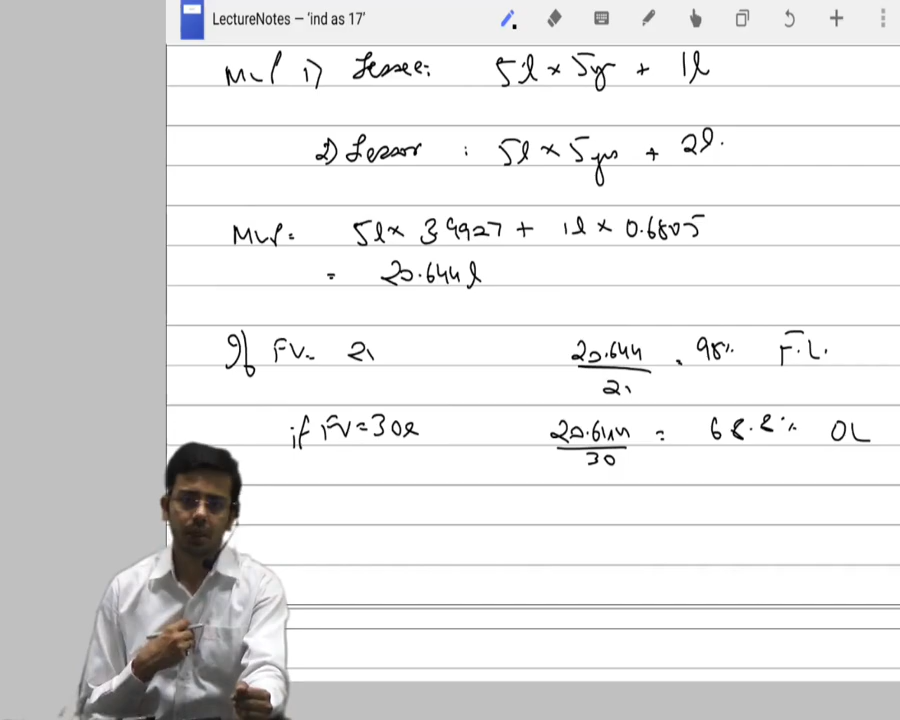 LectureNotes – 'ind as 17'
MLP 1) Lessee: 5l × 5yr + 1l
2) Lessor : 5l × 5yrs + 2l.
MLP = 5l × 3.9927 + 1l × 0.6805
= 20.644l
If FV = 21 20.644/21 = 98% F.L.
if FV = 30l 20.644/30 = 68.8% OL